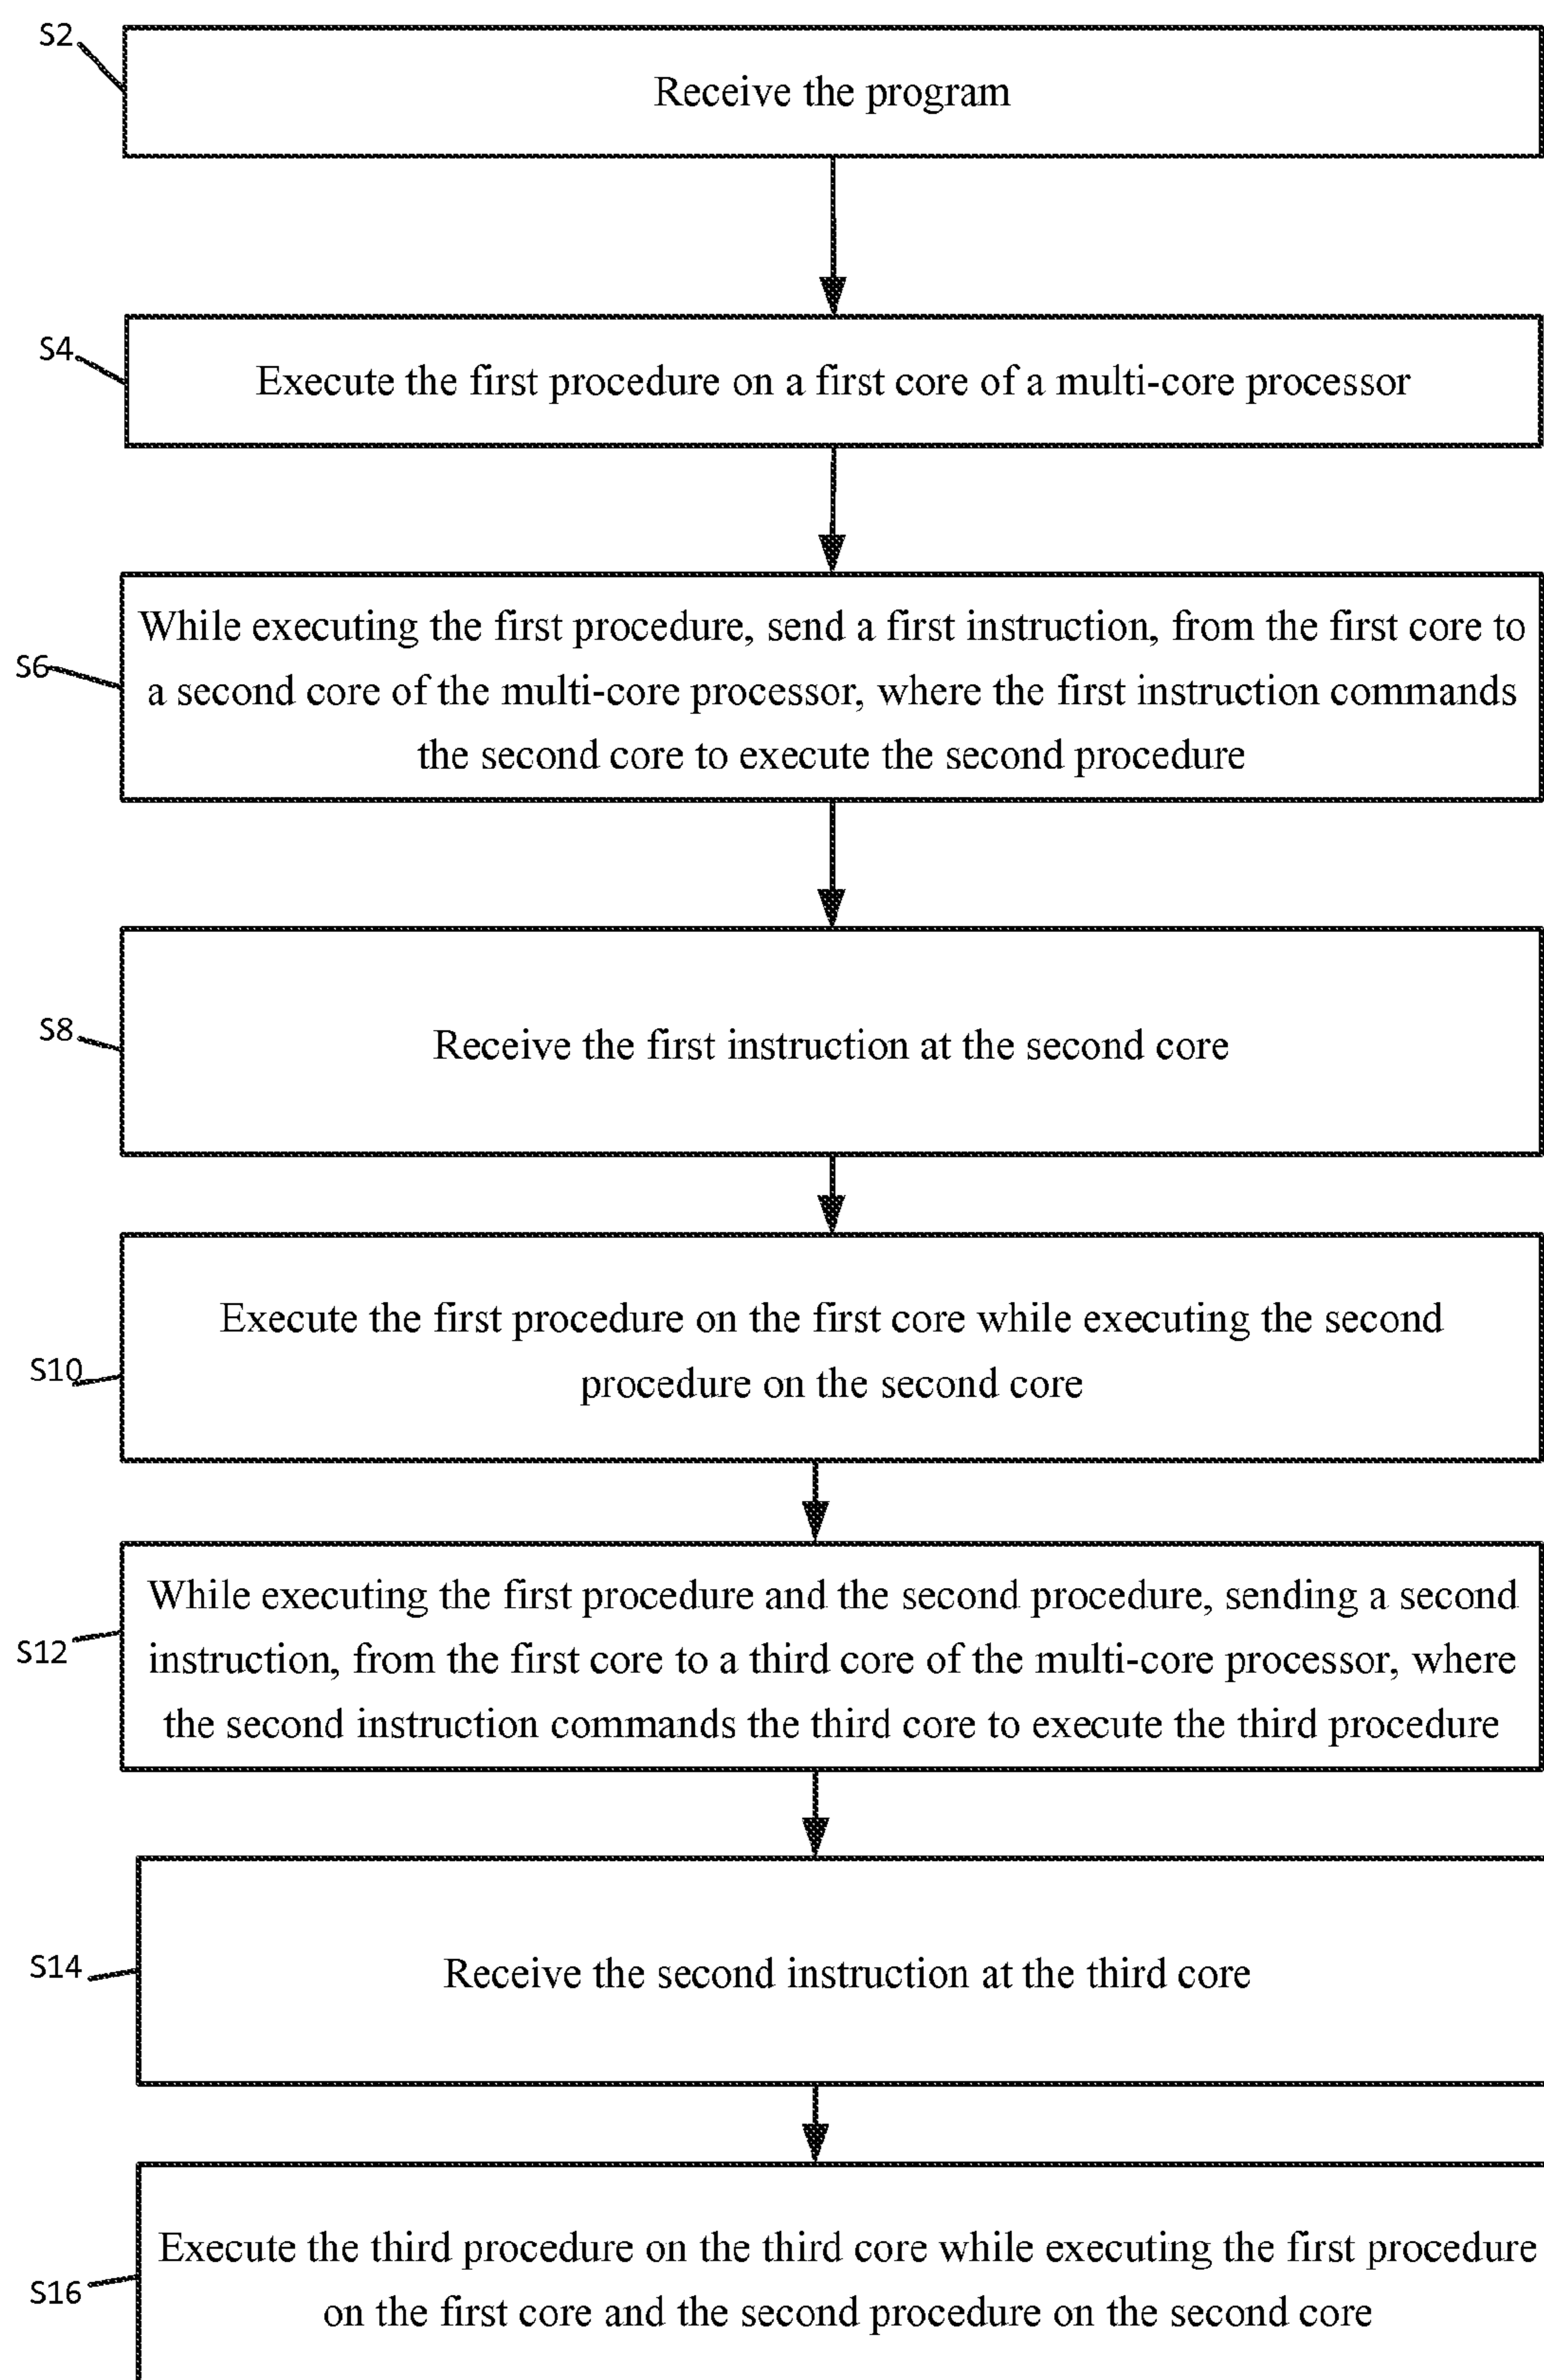 S2
Receive the program
S4
Execute the first procedure on a first core of a multi-core processor
S6
While executing the first procedure, send a first instruction, from the first core to
a second core of the multi-core processor, where the first instruction commands
the second core to execute the second procedure
S8
Receive the first instruction at the second core
S10
Execute the first procedure on the first core while executing the second
procedure on the second core
S12
While executing the first procedure and the second procedure, sending a second
instruction, from the first core to a third core of the multi-core processor, where
the second instruction commands the third core to execute the third procedure
S14
Receive the second instruction at the third core
S16
Execute the third procedure on the third core while executing the first procedure
on the first core and the second procedure on the second core